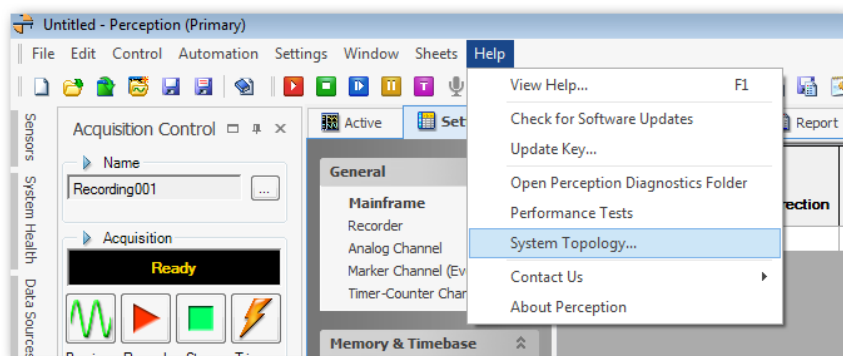 Untitled - Perception (Primary)
File Edit Control Automation Settings Window Sheets Help
View Help... F1
Check for Software Updates
Update Key...
Open Perception Diagnostics Folder
Performance Tests
System Topology...
Contact Us
About Perception
Sensors
System Health
Data Sources
Acquisition Control
Name
Recording001
...
Acquisition
Ready
Active
Set
Report
General
Mainframe
Recorder
Analog Channel
Marker Channel (Ev
Timer-Counter Chan
Memory & Timebase
rection